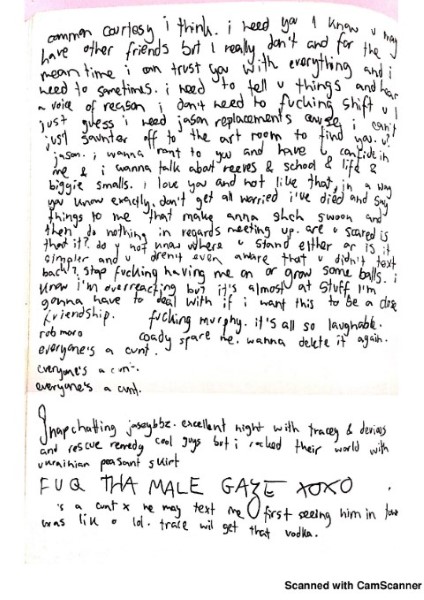 common courtesy i think. i need you I know u may
have other friends but I really don't and for the
mean time i can trust you with everything and i
need to sometimes. i need to tell u things and hear
a voice of reason i don't need to fucking shift u I
just guess i need jason replacements cause i can't
just saunter off to the art room to find you. u
jason. i wanna rant to you and have u confide in
me & i wanna talk about reeves & school & life &
biggie smalls. i love you and not like that, in a way
you know exactly. don't get all worried i've died and say
things to me that make anna shch swoon and
then do nothing in regards meeting up. are u scared is
that it? do y not know where u stand either or is it
simpler and u aren't even aware that u didn't text
back? stop fucking having me on or grow some balls. i
know i'm overreacting but it's almost at stuff I'm
gonna have to deal with if i want this to be a close
friendship. fucking murphy. it's all so laughable.
rob moro coady spare me. wanna delete it again.
everyone's a cunt.
everyone's a cun-.
everyone's a cunt.
Snapchatting jaseybbz. excellent night with tracey &
and rescue remedy cool guys but i rocked their world with
ukrainian peasant skirt
FUQ THA MALE GAZE XOXO
's a cunt x he may text me first seeing him in
was like o lol. trace wil get that vodka.
Scanned with CamScanner